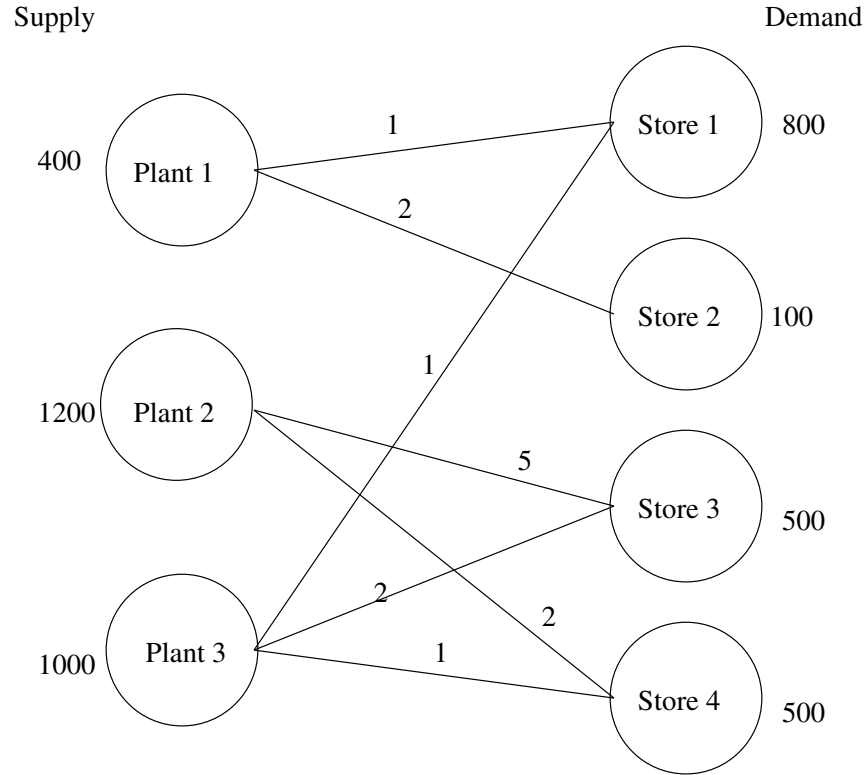 Supply
Demand
1
Store 1
800
400
Plant 1
2
Store 2
100
1
1200
Plant 2
5
Store 3
500
2
2
1000
Plant 3
1
Store 4
500